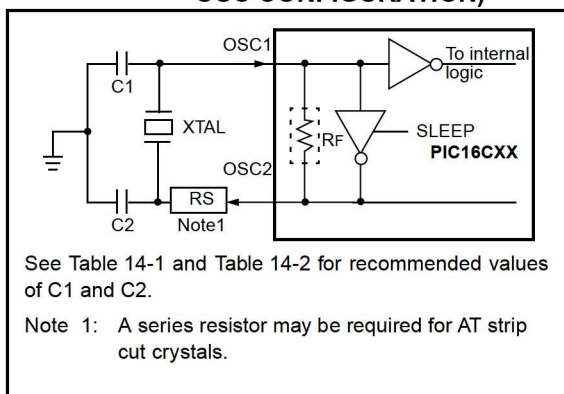 OSC CONFIGURATION)
OSC1
To internal
logic
C1
XTAL
RF
SLEEP
PIC16CXX
OSC2
RS
C2
Note1
See Table 14-1 and Table 14-2 for recommended values
of C1 and C2.
Note 1: A series resistor may be required for AT strip
cut crystals.